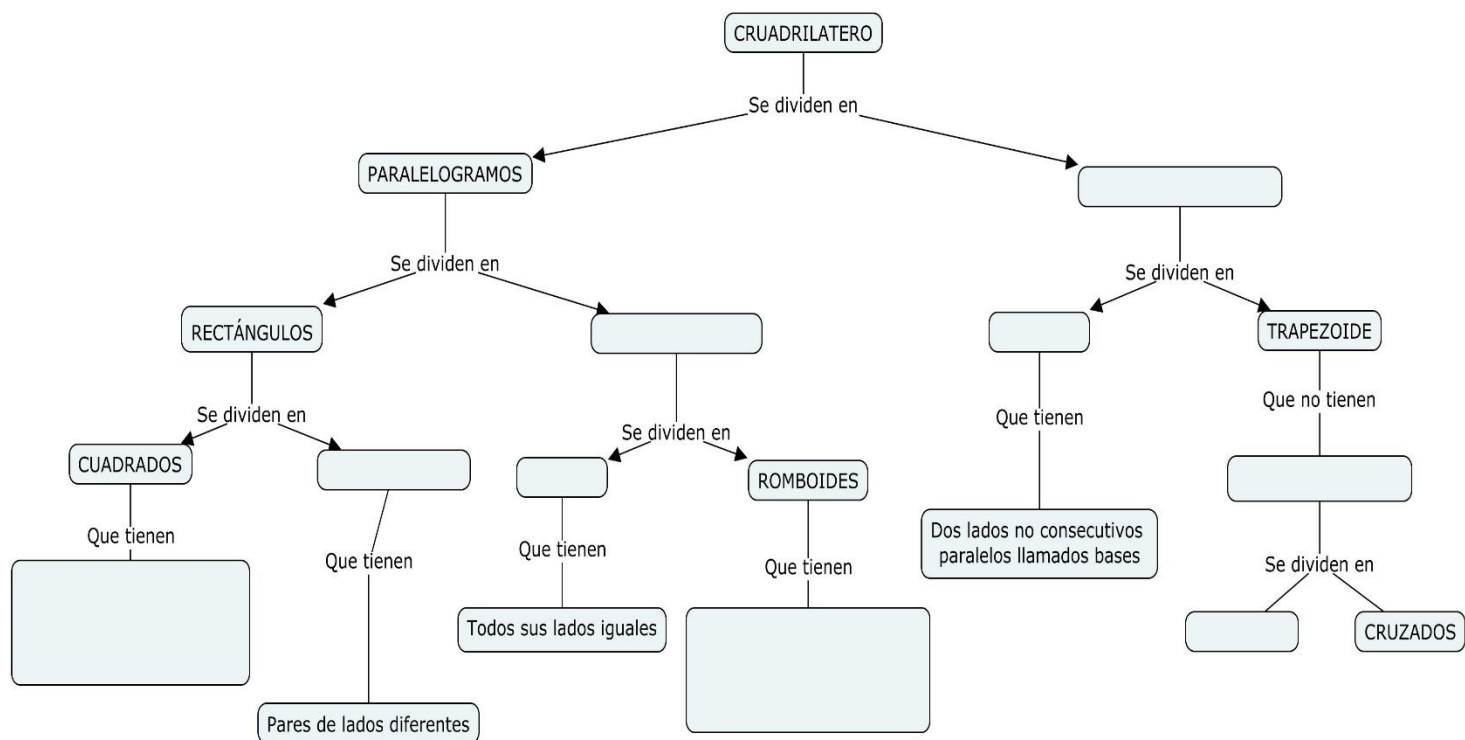 CRUADRILATERO
Se dividen en
PARALELOGRAMOS
Se dividen en
Se dividen en
RECTÁNGULOS
TRAPEZOIDE
Se dividen en
Se dividen en
Que tienen
Que no tienen
CUADRADOS
ROMBOIDES
Que tienen
Que tienen
Que tienen
Que tienen
Dos lados no consecutivos
paralelos llamados bases
Se dividen en
Todos sus lados iguales
CRUZADOS
Pares de lados diferentes